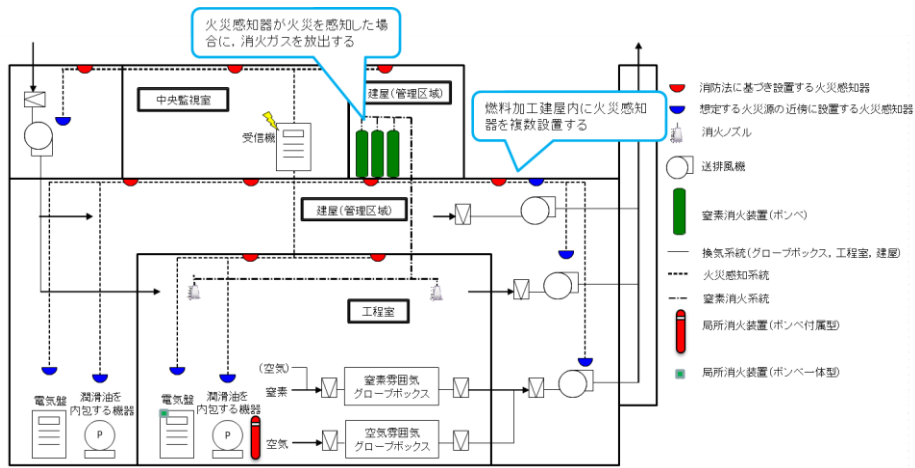 火災感知器が火災を感知した場
合に，消火ガスを放出する
中央監視室
建屋(管理区域)
受信機
燃料加工建屋内に火災感知
器を複数設置する
建屋(管理区域)
工程室
(空気)
窒素
窒素雰囲気
グローブボックス
空気
空気雰囲気
グローブボックス
電気盤
潤滑油を
内包する機器
P
電気盤
潤滑油を
内包する機器
P
消防法に基づき設置する火災感知器
想定する火災源の近傍に設置する火災感知器
消火ノズル
送排風機
窒素消火装置(ボンベ)
換気系統(グローブボックス，工程室，建屋)
火災感知系統
窒素消火系統
局所消火装置(ボンベ付属型)
局所消火装置(ボンベ一体型)